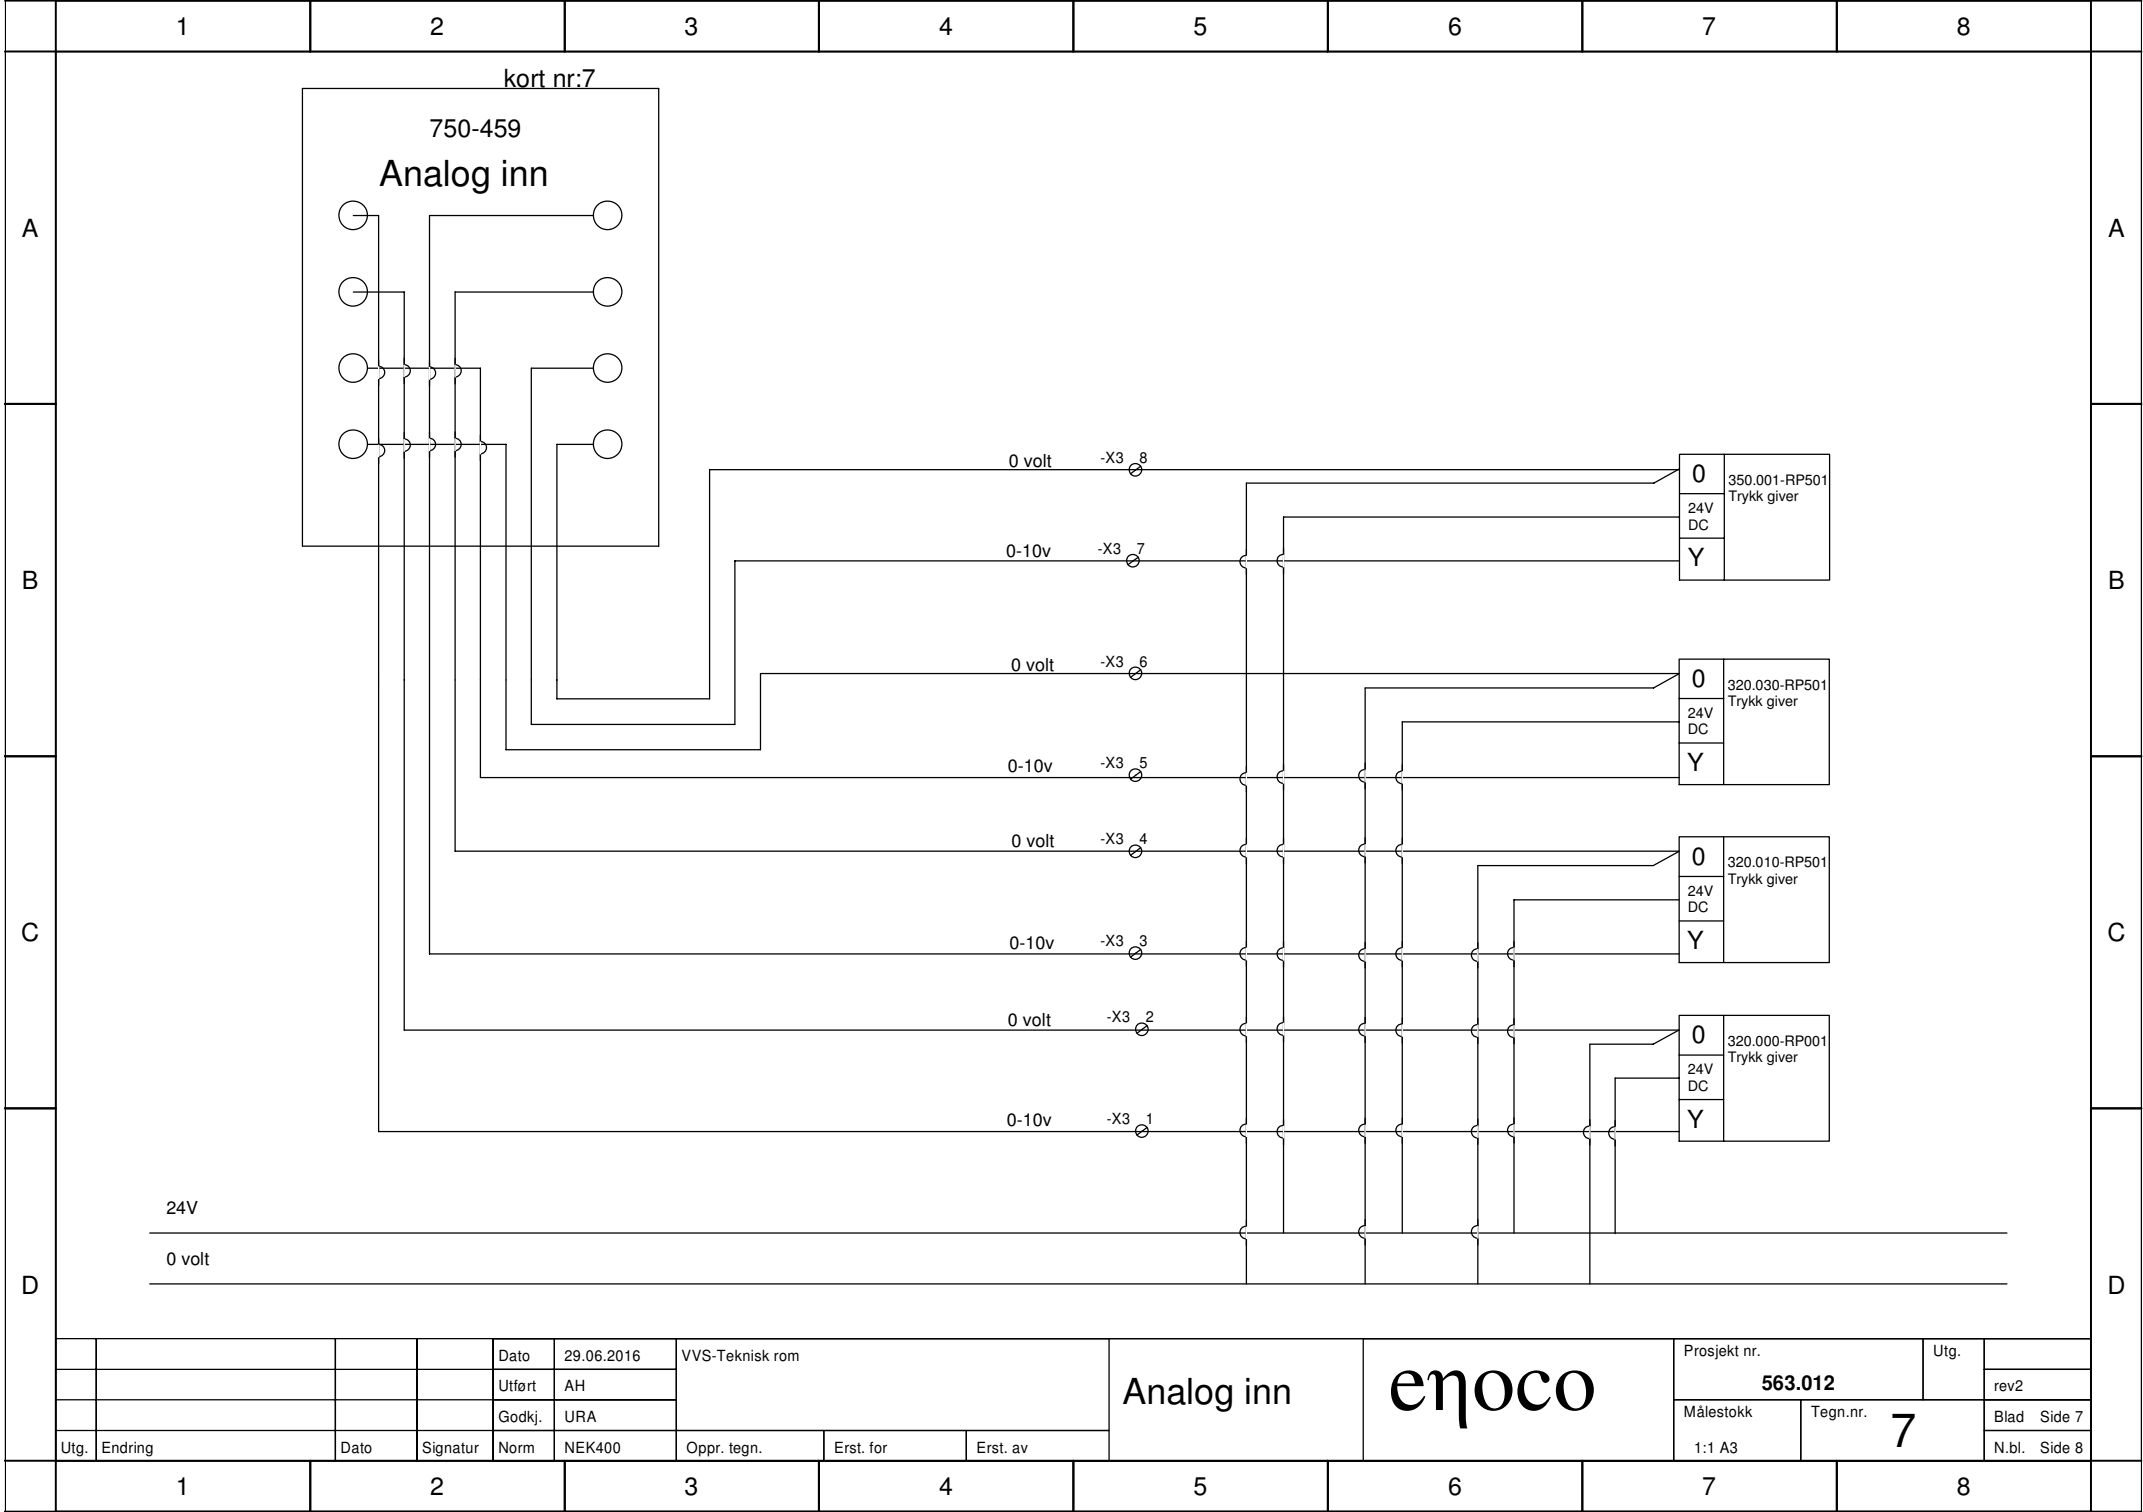 1 2 3 4 5 6 7 8
kort nr:7
750-459
Analog inn
A A
0 volt -X3 8
0
350.001-RP501
Trykk giver
24V
DC
0-10v -X3 7
Y
B B
0 volt -X3 6
0
320.030-RP501
Trykk giver
24V
DC
0-10v -X3 5
Y
0 volt -X3 4
0
320.010-RP501
Trykk giver
24V
DC
C C
0-10v -X3 3
Y
0 volt -X3 2
0
320.000-RP001
Trykk giver
24V
DC
0-10v -X3 1
Y
24V
0 volt
D D
Dato 29.06.2016 VVS-Teknisk rom
Utført AH
Godkj. URA
Utg. Endring Dato Signatur Norm NEK400 Oppr. tegn. Erst. for Erst. av
Analog inn
eηoco
Prosjekt nr. Utg.
563.012 rev2
Målestokk Tegn.nr. 7 Blad Side 7
1:1 A3 N.bl. Side 8
1 2 3 4 5 6 7 8